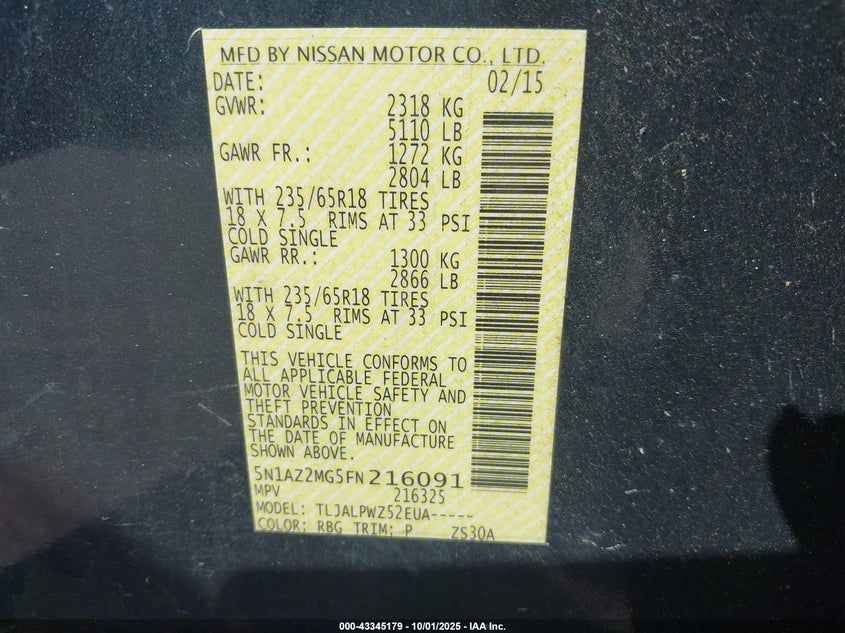 MFD BY NISSAN MOTOR CO., LTD.
DATE: 02/15
GVWR: 2318 KG
5110 LB
GAWR FR.: 1272 KG
2804 LB
WITH 235/65R18 TIRES
18 X 7.5 RIMS AT 33 PSI
COLD SINGLE
GAWR RR.: 1300 KG
2866 LB
WITH 235/65R18 TIRES
18 X 7.5 RIMS AT 33 PSI
COLD SINGLE
THIS VEHICLE CONFORMS TO
ALL APPLICABLE FEDERAL
MOTOR VEHICLE SAFETY AND
THEFT PREVENTION
STANDARDS IN EFFECT ON
THE DATE OF MANUFACTURE
SHOWN ABOVE.
5N1AZ2MG5FN216091
MPV 216325
MODEL: TLJALPWZ52EUA-----
COLOR: RBG TRIM: P ZS30A
000-43345179 - 10/01/2025 - IAA Inc.